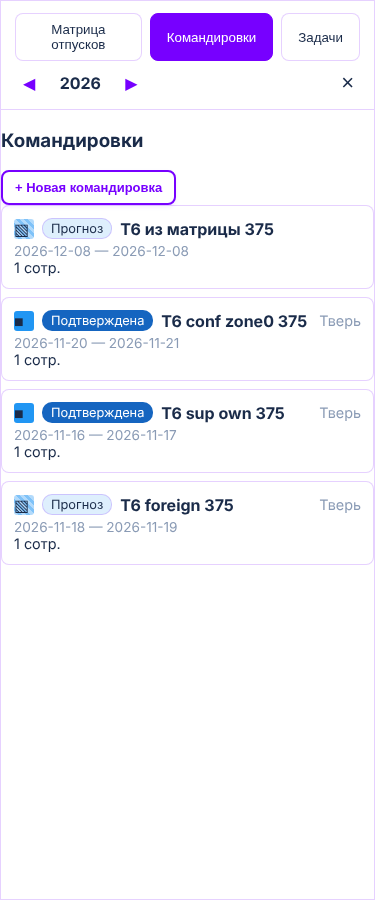 Матрица
отпусков
Командировки
Задачи
◀ 2026 ▶ ×
Командировки
+ Новая командировка
Прогноз Т6 из матрицы 375
2026-12-08 — 2026-12-08
1 сотр.
Подтверждена T6 conf zone0 375 Тверь
2026-11-20 — 2026-11-21
1 сотр.
Подтверждена T6 sup own 375 Тверь
2026-11-16 — 2026-11-17
1 сотр.
Прогноз T6 foreign 375 Тверь
2026-11-18 — 2026-11-19
1 сотр.